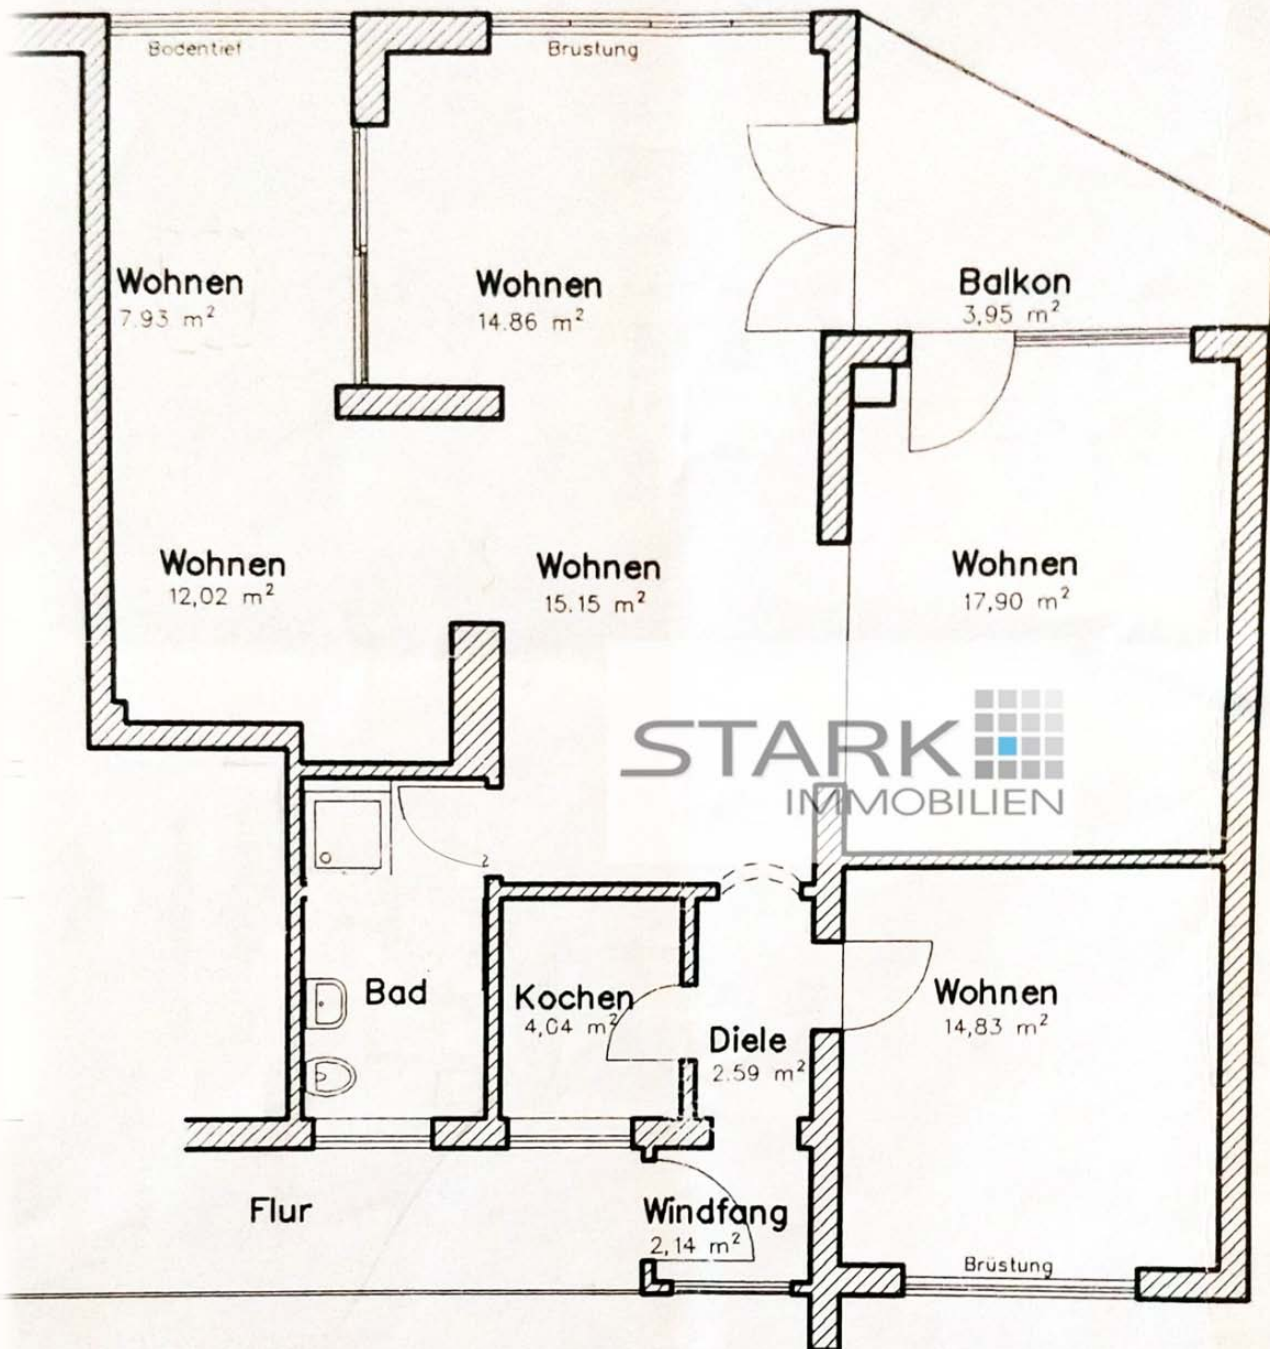 Bodentief
Brüstung
Wohnen
7.93 m²
Wohnen
14.86 m²
Balkon
3,95 m²
Wohnen
12,02 m²
Wohnen
15.15 m²
Wohnen
17,90 m²
STARK
IMMOBILIEN
Bad
Kochen
4,04 m²
Diele
2.59 m²
Wohnen
14,83 m²
Flur
Windfang
2,14 m²
Brüstung